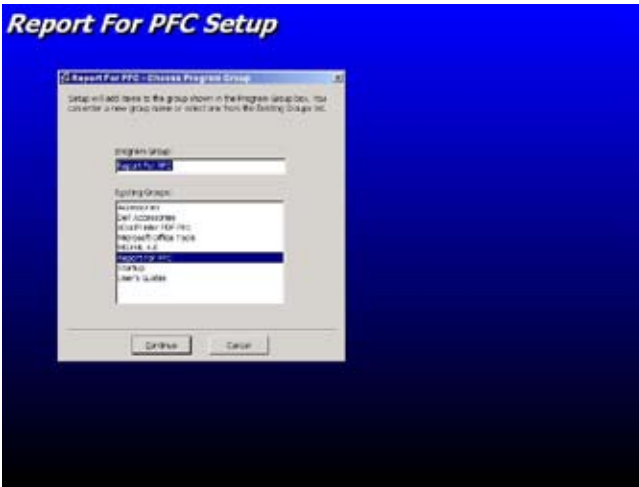 Report For PFC Setup
Report For PFC - Choose Program Group
Setup will add items to the group shown in the Program Group box. You
can enter a new group name or select one from the Existing Groups list.
Program Group:
Report For PFC
Existing Groups:
Accessories
Dell Accessories
Microsoft Office Tools
Report For PFC
Startup
User's Guides
Continue
Cancel